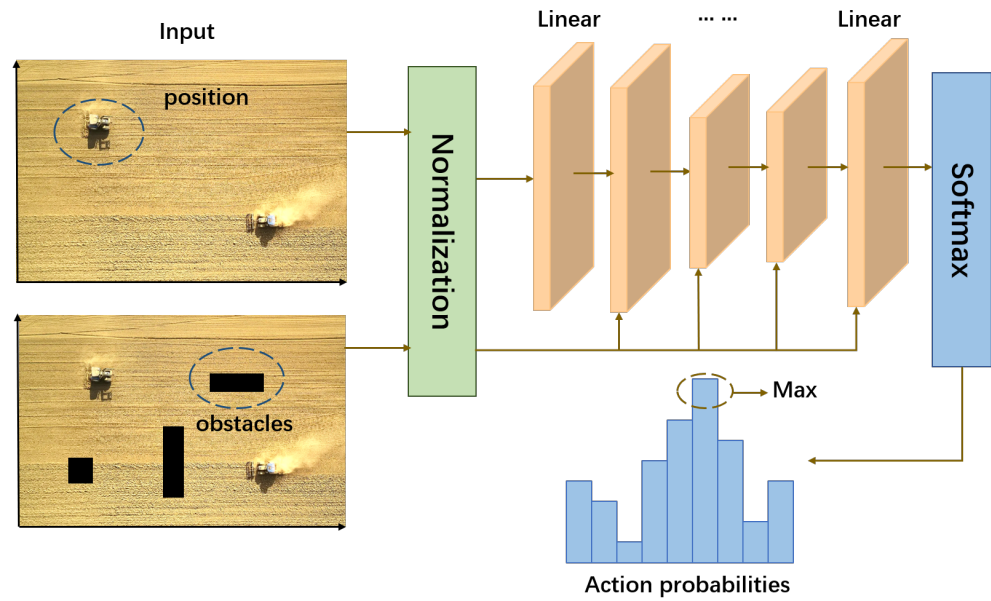 Input
position
obstacles
Normalization
Linear
... ...
Linear
Softmax
Max
Action probabilities